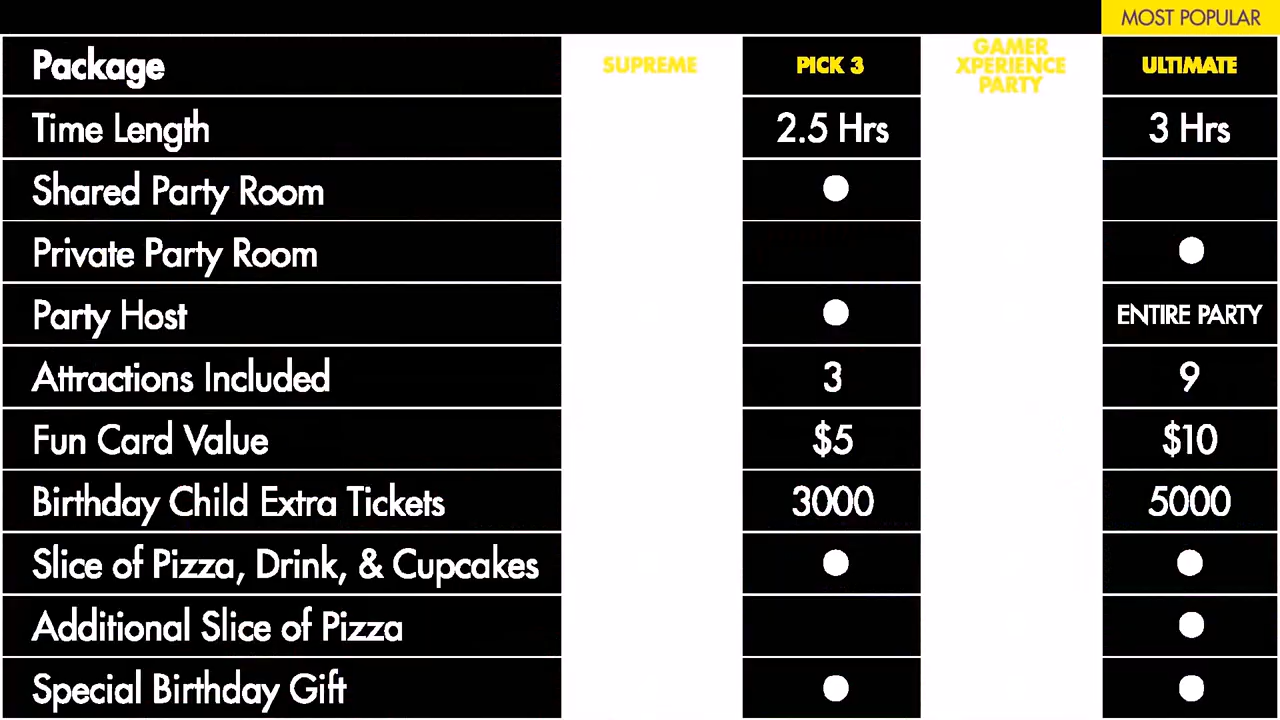 MOST POPULAR
Package SUPREME PICK 3 GAMER XPERIENCE PARTY ULTIMATE
Time Length 2.5 Hrs 3 Hrs
Shared Party Room
Private Party Room
Party Host ENTIRE PARTY
Attractions Included 3 9
Fun Card Value $5 $10
Birthday Child Extra Tickets 3000 5000
Slice of Pizza, Drink, & Cupcakes
Additional Slice of Pizza
Special Birthday Gift